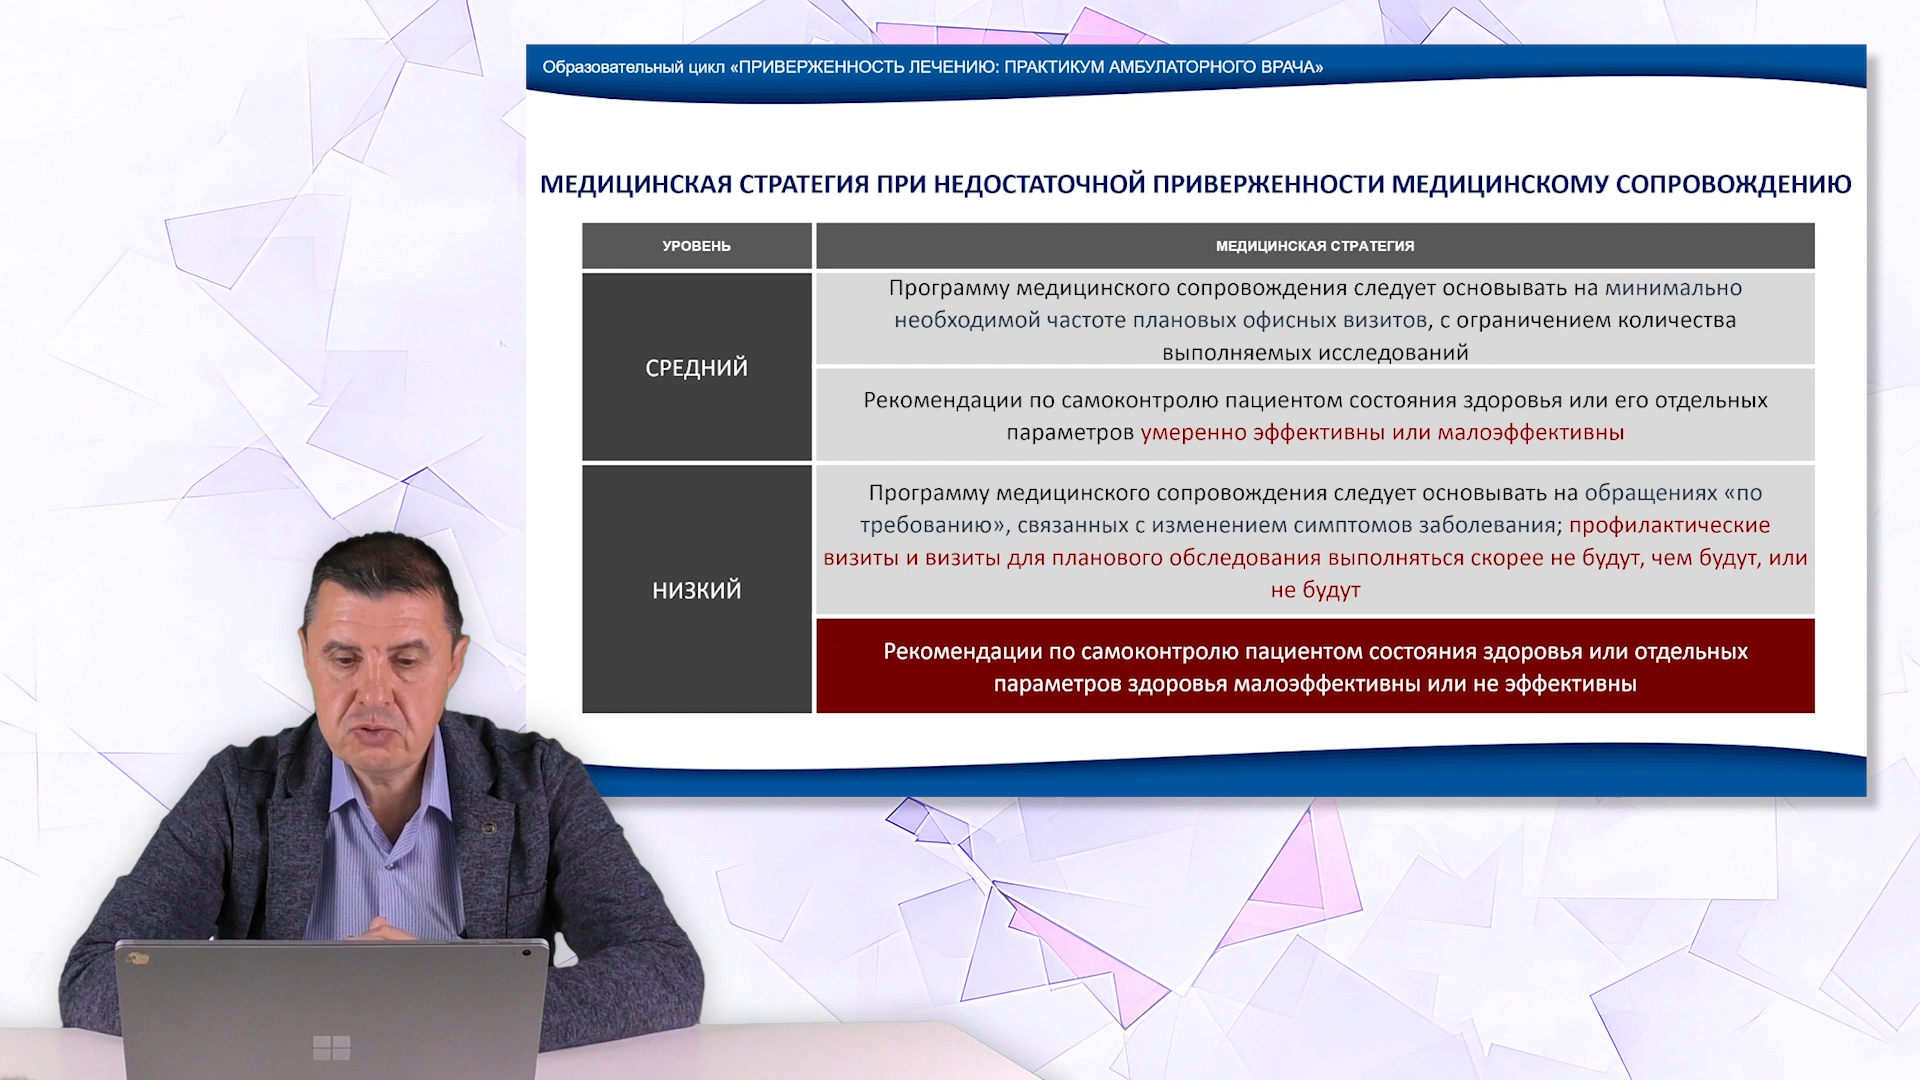 Образовательный цикл «ПРИВЕРЖЕННОСТЬ ЛЕЧЕНИЮ: ПРАКТИКУМ АМБУЛАТОРНОГО ВРАЧА»
МЕДИЦИНСКАЯ СТРАТЕГИЯ ПРИ НЕДОСТАТОЧНОЙ ПРИВЕРЖЕННОСТИ МЕДИЦИНСКОМУ СОПРОВОЖДЕНИЮ
УРОВЕНЬ
МЕДИЦИНСКАЯ СТРАТЕГИЯ
СРЕДНИЙ
Программу медицинского сопровождения следует основывать на минимально
необходимой частоте плановых офисных визитов, с ограничением количества
выполняемых исследований
Рекомендации по самоконтролю пациентом состояния здоровья или его отдельных
параметров умеренно эффективны или малоэффективны
НИЗКИЙ
Программу медицинского сопровождения следует основывать на обращениях «по
требованию», связанных с изменением симптомов заболевания; профилактические
визиты и визиты для планового обследования выполняться скорее не будут, чем будут, или
не будут
Рекомендации по самоконтролю пациентом состояния здоровья или отдельных
параметров здоровья малоэффективны или не эффективны